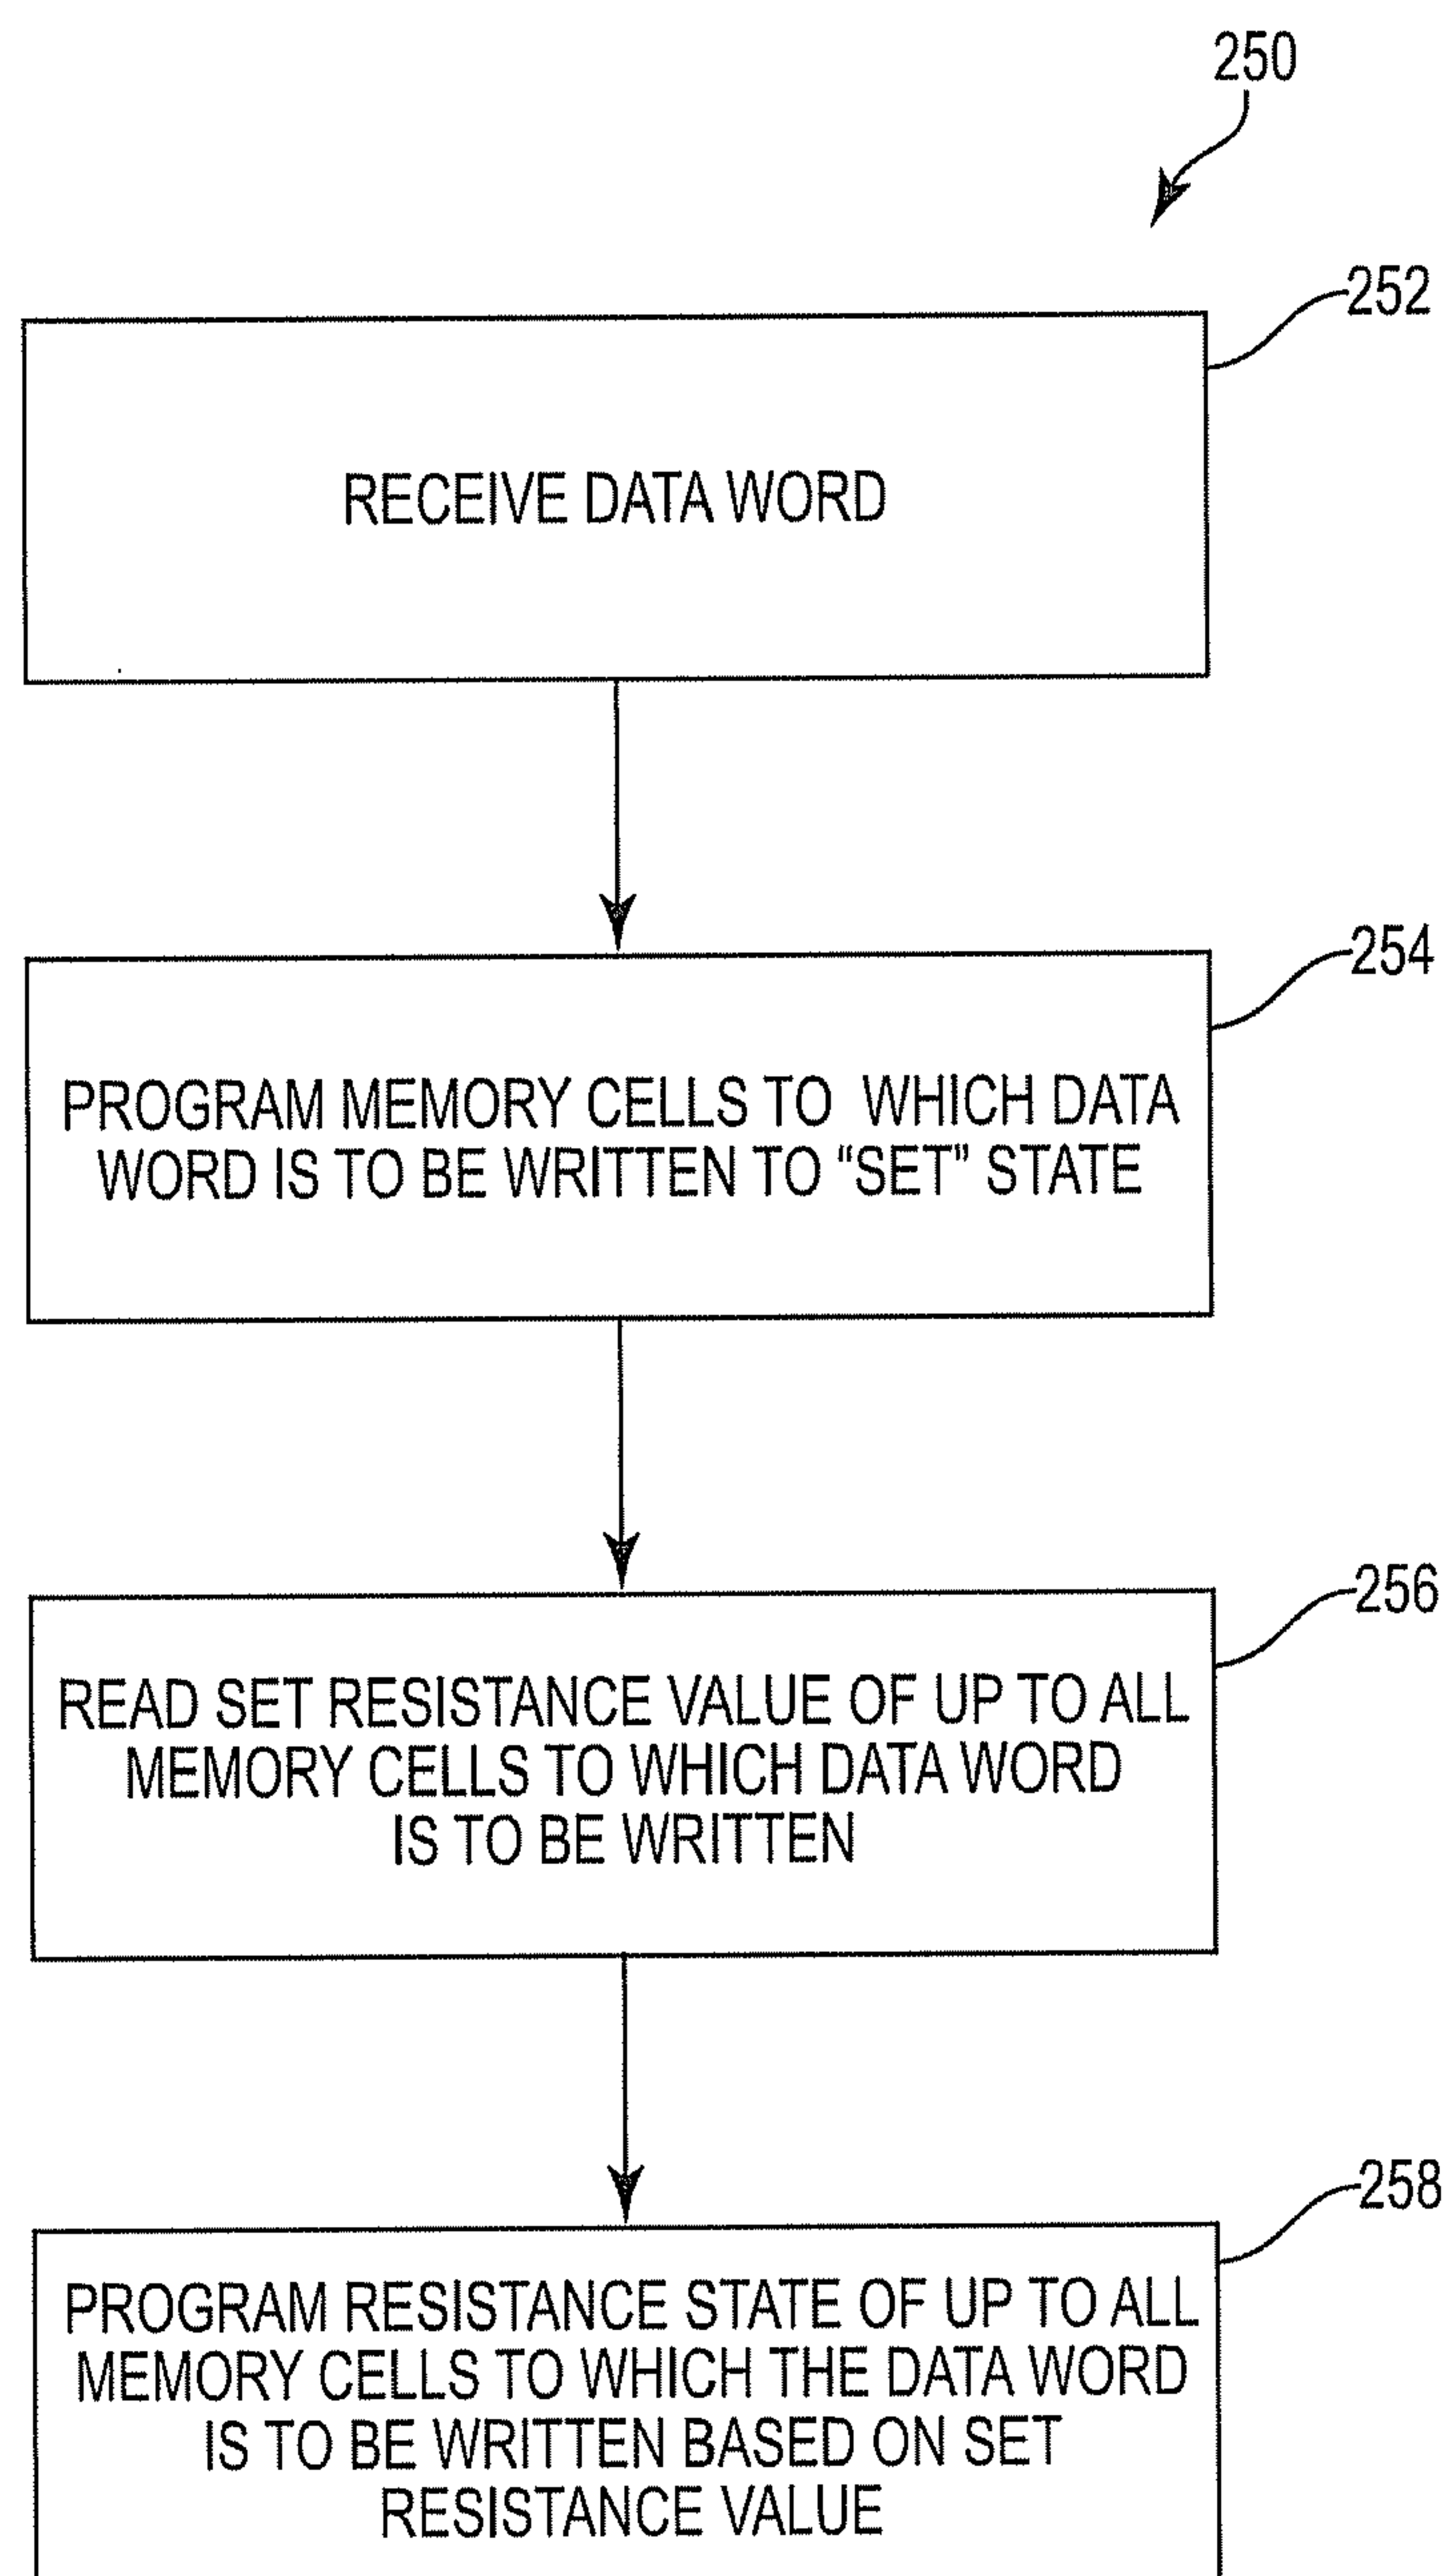 250
252
RECEIVE DATA WORD
254
PROGRAM MEMORY CELLS TO WHICH DATA
WORD IS TO BE WRITTEN TO “SET” STATE
256
READ SET RESISTANCE VALUE OF UP TO ALL
MEMORY CELLS TO WHICH DATA WORD
IS TO BE WRITTEN
258
PROGRAM RESISTANCE STATE OF UP TO ALL
MEMORY CELLS TO WHICH THE DATA WORD
IS TO BE WRITTEN BASED ON SET
RESISTANCE VALUE